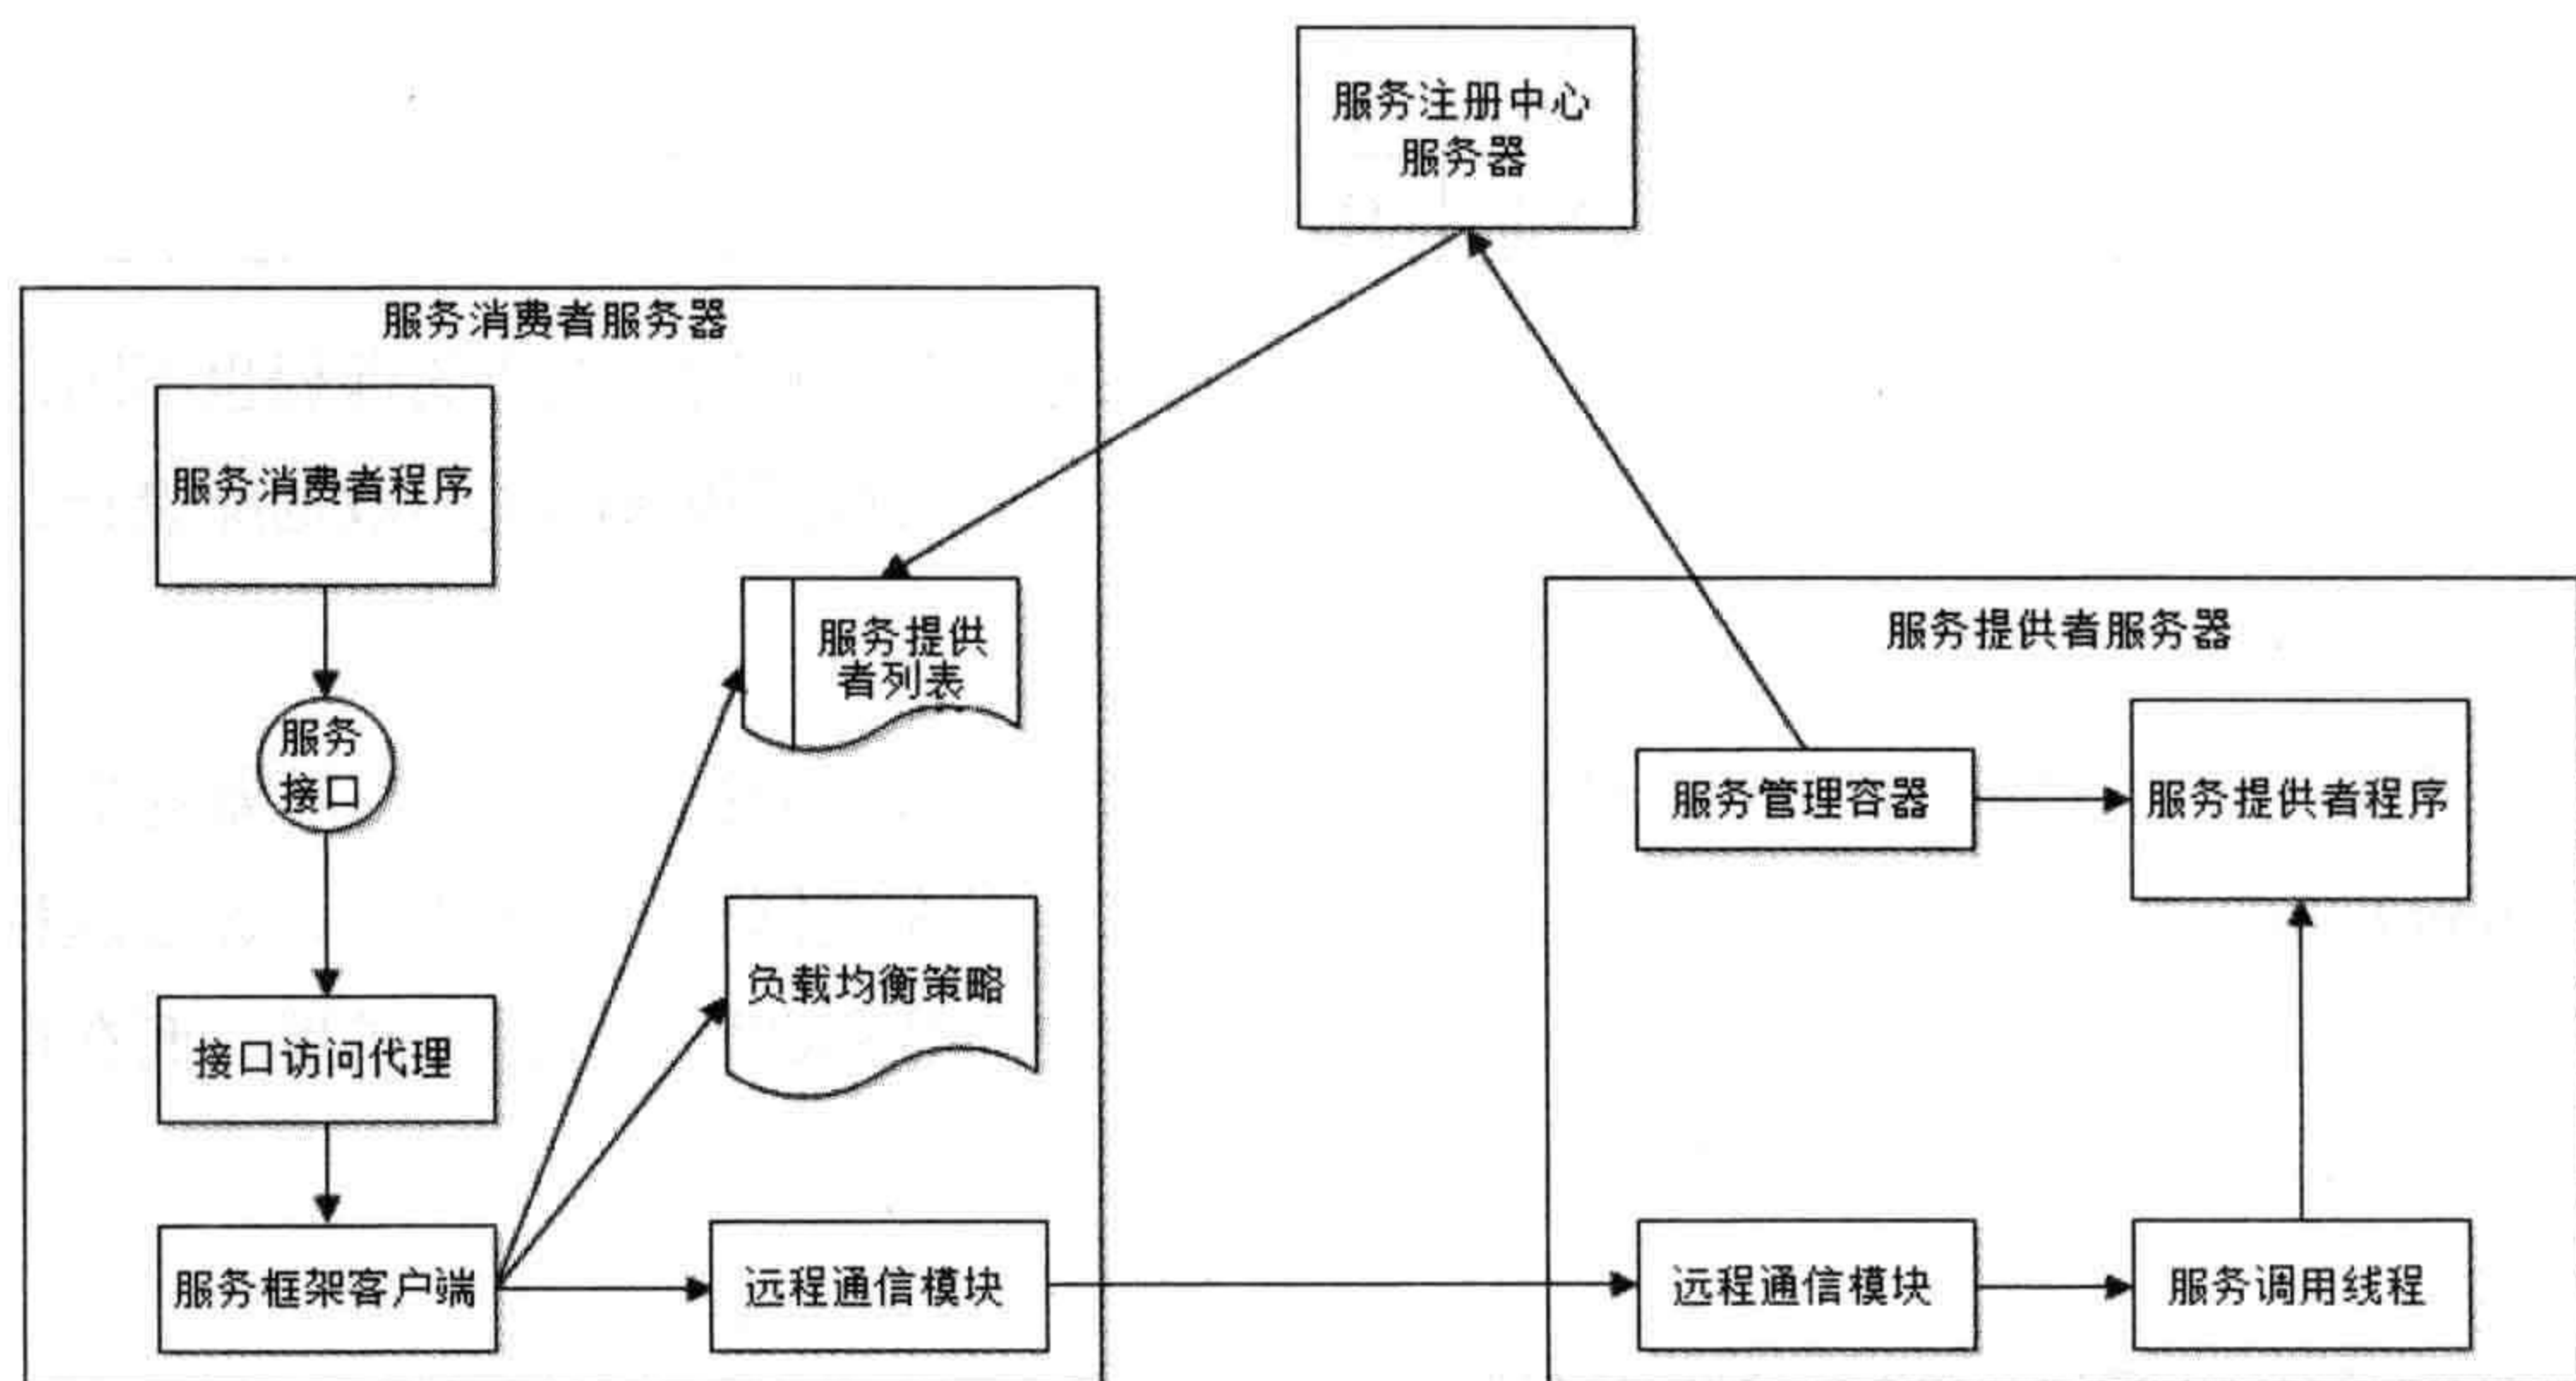 服务注册中心
服务器
服务消费者服务器
服务消费者程序
服务提供
者列表
服务提供者服务器
服务
接口
服务管理容器
服务提供者程序
负载均衡策略
接口访问代理
服务框架客户端
远程通信模块
远程通信模块
服务调用线程